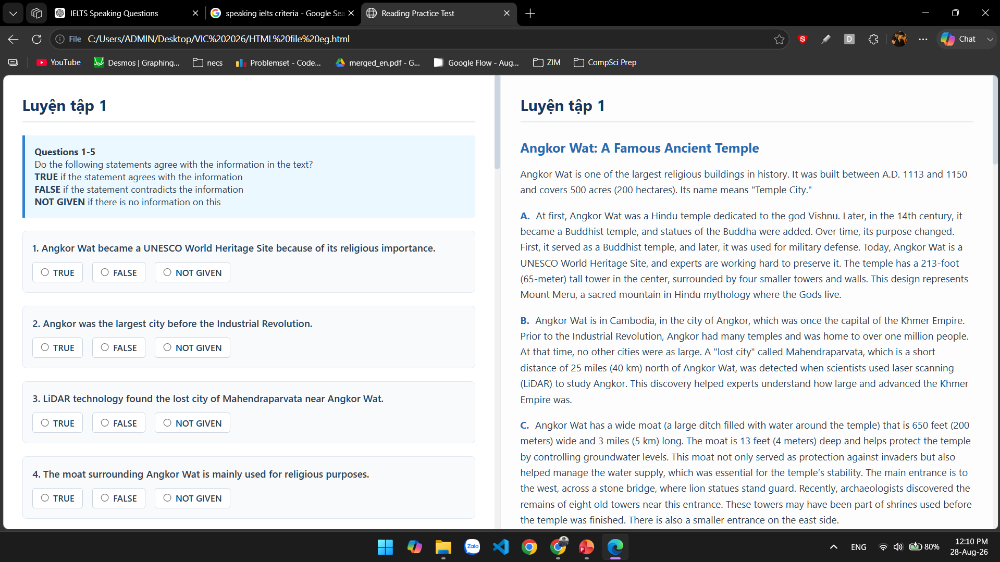 IELTS Speaking Questions
speaking ielts criteria - Google Sea
Reading Practice Test
File
C:/Users/ADMIN/Desktop/VIC%202026/HTML%20file%20eg.html
S
D
Chat
YouTube
Desmos | Graphing...
necs
Problemset - Code...
merged_en.pdf - G...
Google Flow - Aug...
ZIM
CompSci Prep
Luyện tập 1
Questions 1-5
Do the following statements agree with the information in the text?
TRUE if the statement agrees with the information
FALSE if the statement contradicts the information
NOT GIVEN if there is no information on this
1. Angkor Wat became a UNESCO World Heritage Site because of its religious importance.
TRUE FALSE NOT GIVEN
2. Angkor was the largest city before the Industrial Revolution.
TRUE FALSE NOT GIVEN
3. LiDAR technology found the lost city of Mahendraparvata near Angkor Wat.
TRUE FALSE NOT GIVEN
4. The moat surrounding Angkor Wat is mainly used for religious purposes.
TRUE FALSE NOT GIVEN
Luyện tập 1
Angkor Wat: A Famous Ancient Temple
Angkor Wat is one of the largest religious buildings in history. It was built between A.D. 1113 and 1150
and covers 500 acres (200 hectares). Its name means "Temple City."
A. At first, Angkor Wat was a Hindu temple dedicated to the god Vishnu. Later, in the 14th century, it
became a Buddhist temple, and statues of the Buddha were added. Over time, its purpose changed.
First, it served as a Buddhist temple, and later, it was used for military defense. Today, Angkor Wat is a
UNESCO World Heritage Site, and experts are working hard to preserve it. The temple has a 213-foot
(65-meter) tall tower in the center, surrounded by four smaller towers and walls. This design represents
Mount Meru, a sacred mountain in Hindu mythology where the Gods live.
B. Angkor Wat is in Cambodia, in the city of Angkor, which was once the capital of the Khmer Empire.
Prior to the Industrial Revolution, Angkor had many temples and was home to over one million people.
At that time, no other cities were as large. A "lost city" called Mahendraparvata, which is a short
distance of 25 miles (40 km) north of Angkor Wat, was detected when scientists used laser scanning
(LiDAR) to study Angkor. This discovery helped experts understand how large and advanced the Khmer
Empire was.
C. Angkor Wat has a wide moat (a large ditch filled with water around the temple) that is 650 feet (200
meters) wide and 3 miles (5 km) long. The moat is 13 feet (4 meters) deep and helps protect the temple
by controlling groundwater levels. This moat not only served as protection against invaders but also
helped manage the water supply, which was essential for the temple’s stability. The main entrance is to
the west, across a stone bridge, where lion statues stand guard. Recently, archaeologists discovered the
remains of eight old towers near this entrance. These towers may have been part of shrines used before
the temple was finished. There is also a smaller entrance on the east side.
Zalo
P
ENG
80%
12:10 PM
28-Aug-26